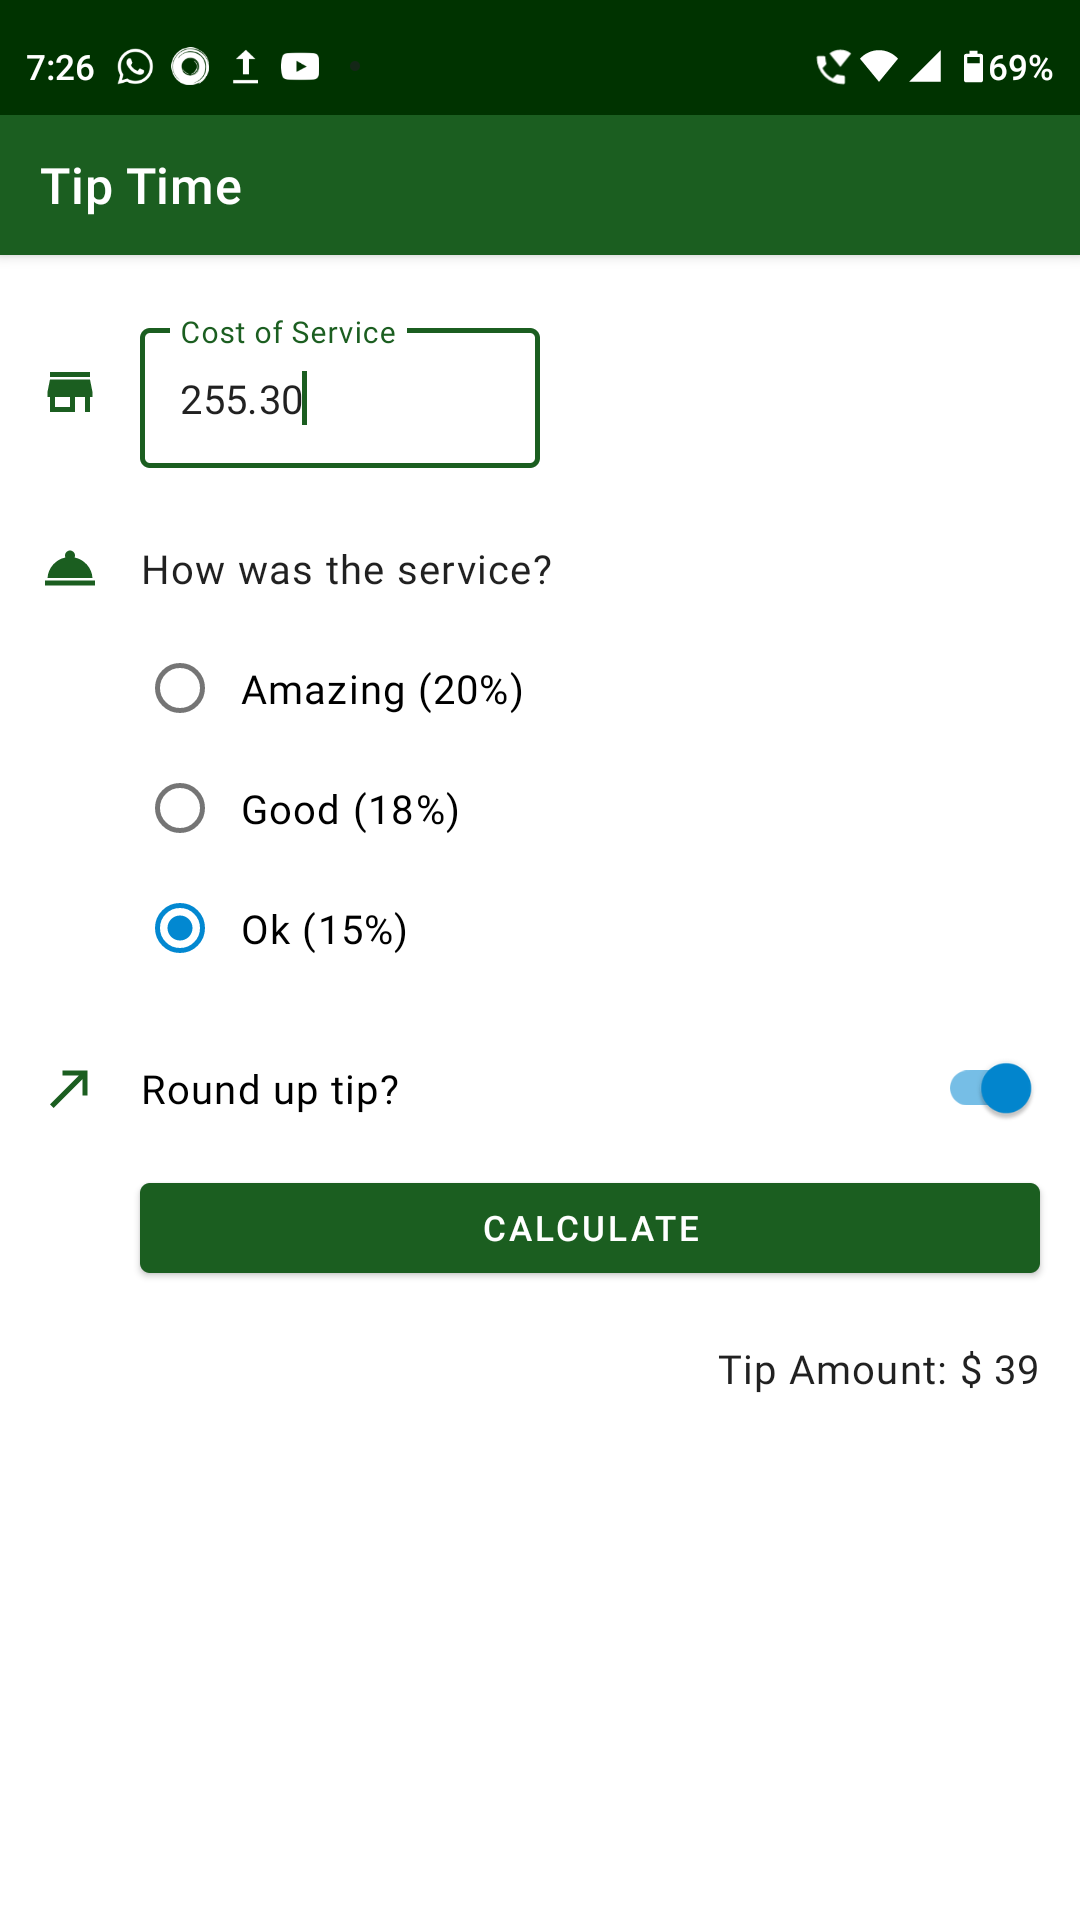 7:26 69%
Tip Time
Cost of Service
255.30
How was the service?
Amazing (20%)
Good (18%)
Ok (15%)
Round up tip?
CALCULATE
Tip Amount: $ 39